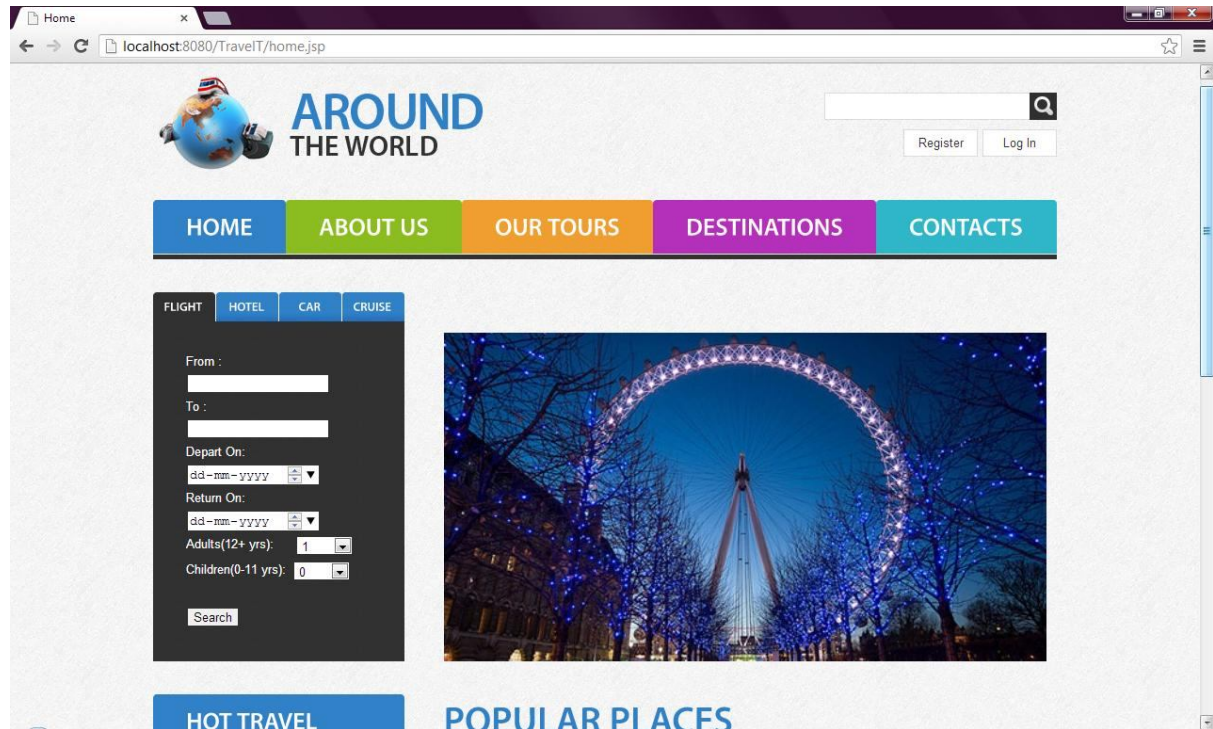 Home
localhost:8080/TravelT/home.jsp
AROUND
THE WORLD
Register Log In
HOME ABOUT US OUR TOURS DESTINATIONS CONTACTS
FLIGHT HOTEL CAR CRUISE
From :
To :
Depart On:
dd-mm-yyyy
Return On:
dd-mm-yyyy
Adults(12+ yrs): 1
Children(0-11 yrs): 0
Search
HOT TRAVEL
POPULAR PLACES